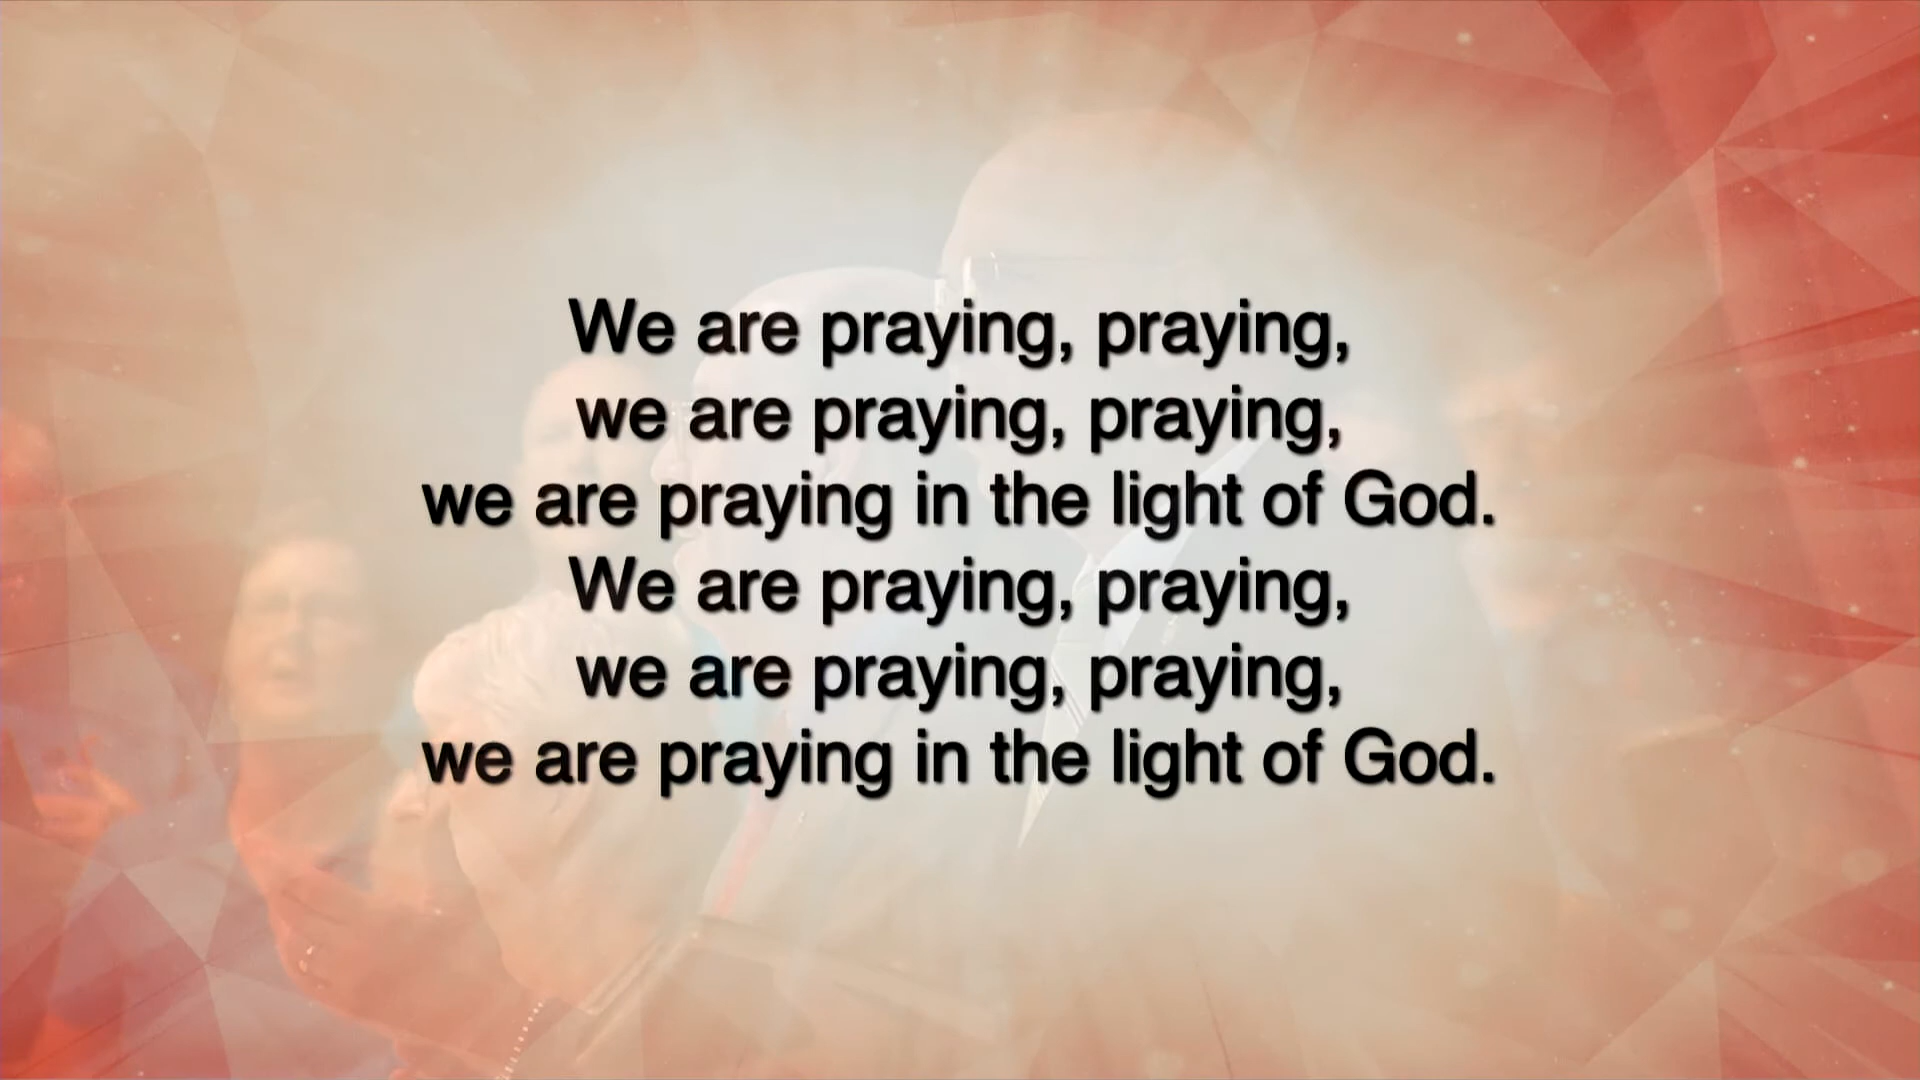 We are praying, praying,
we are praying, praying,
we are praying in the light of God.
We are praying, praying,
we are praying, praying,
we are praying in the light of God.